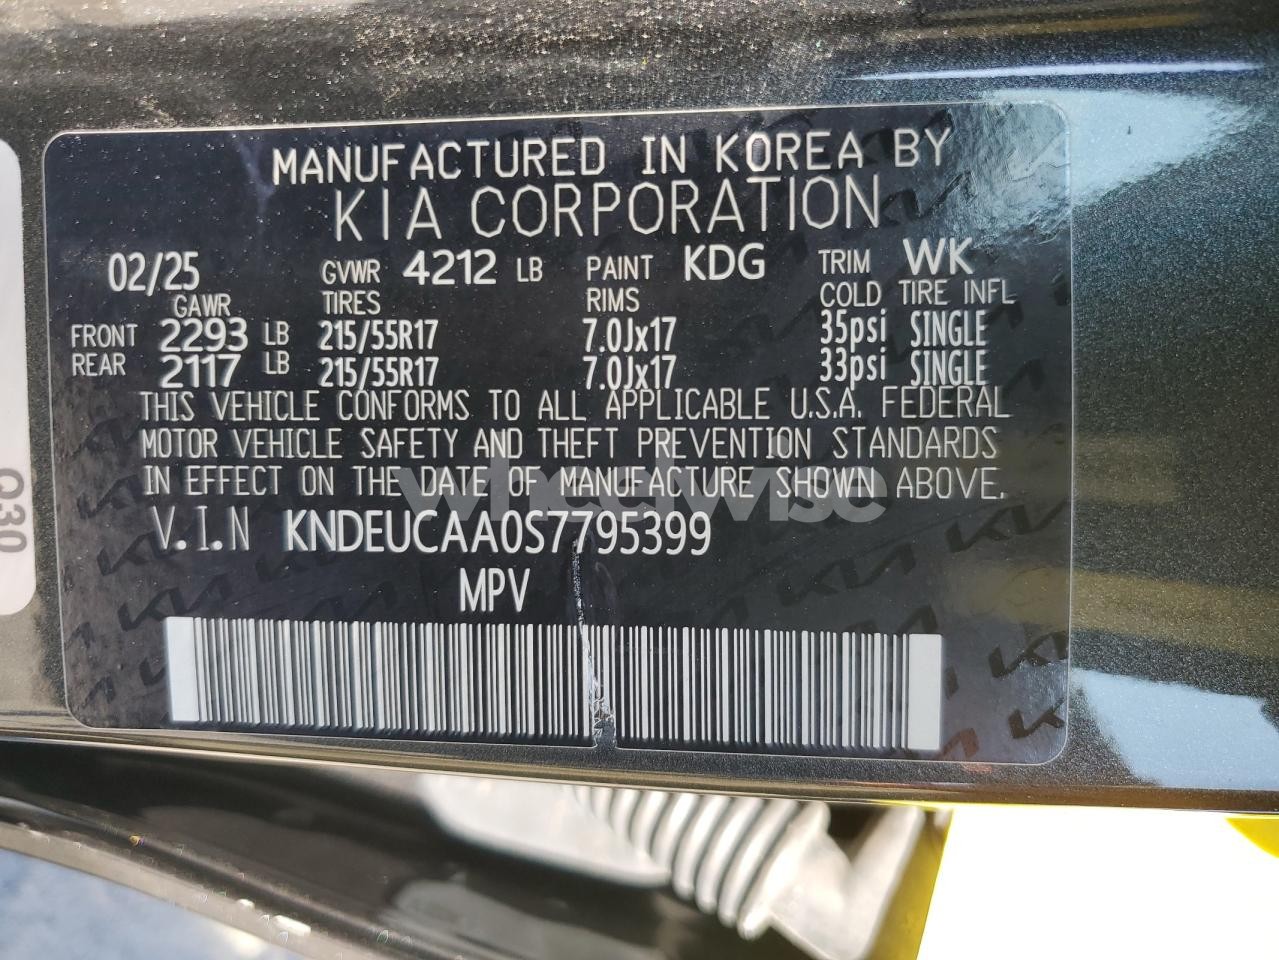 MANUFACTURED IN KOREA BY
KIA CORPORATION
02/25 GVWR 4212 LB PAINT KDG TRIM WK
GAWR TIRES RIMS COLD TIRE INFL
FRONT 2293 LB 215/55R17 7.0Jx17 35psi SINGLE
REAR 2117 LB 215/55R17 7.0Jx17 33psi SINGLE
THIS VEHICLE CONFORMS TO ALL APPLICABLE U.S.A. FEDERAL
MOTOR VEHICLE SAFETY AND THEFT PREVENTION STANDARDS
IN EFFECT ON THE DATE OF MANUFACTURE SHOWN ABOVE.
wheelwise
V.I.N KNDEUCAA0S7795399
MPV
Q30